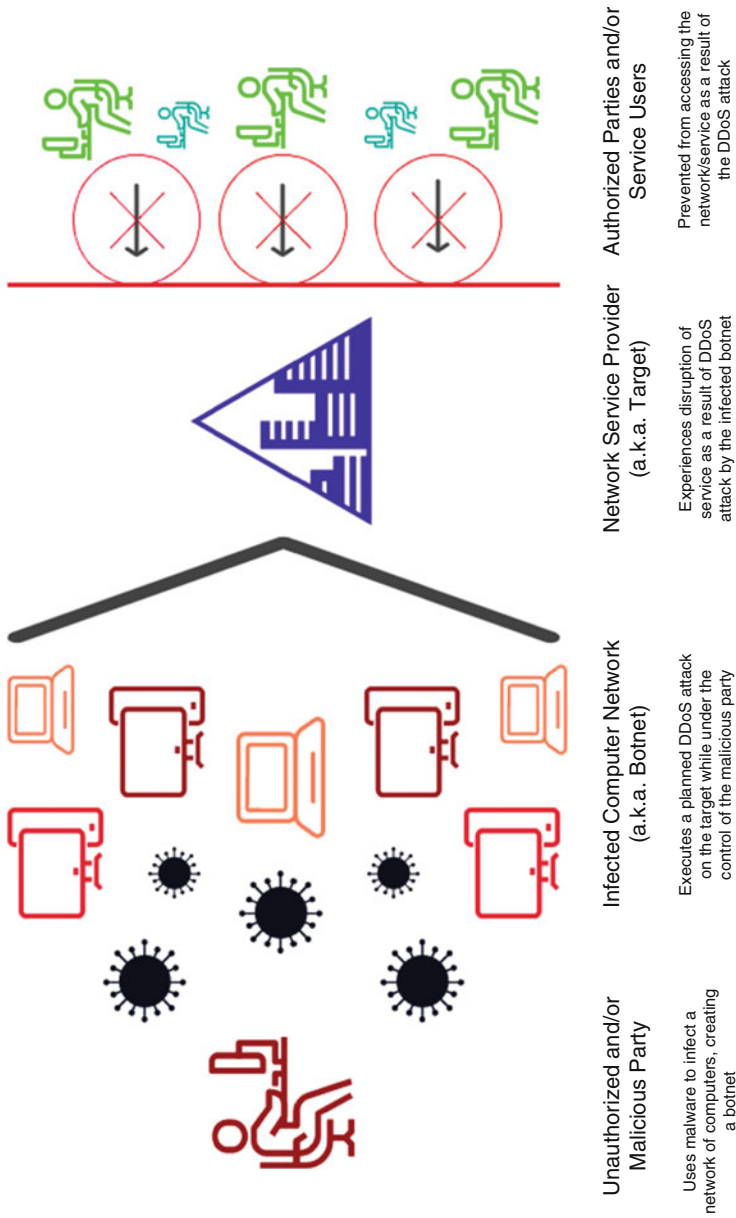 Unauthorized and/or
Malicious Party
Uses malware to infect a
network of computers, creating
a botnet
Infected Computer Network
(a.k.a. Botnet)
Executes a planned DDoS attack
on the target while under the
control of the malicious party
Network Service Provider
(a.k.a. Target)
Experiences disruption of
service as a result of DDoS
attack by the infected botnet
Authorized Parties and/or
Service Users
Prevented from accessing the
network/service as a result of
the DDoS attack